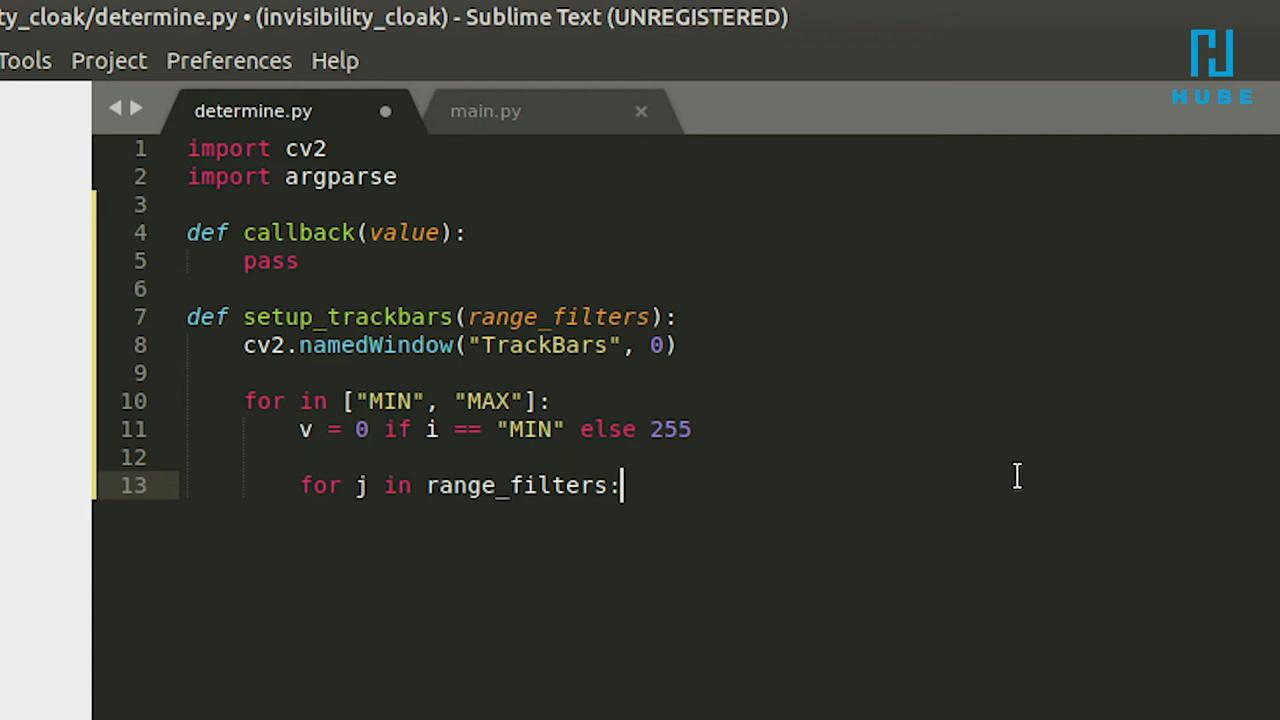 ty_cloak/determine.py • (invisibility_cloak) - Sublime Text (UNREGISTERED)
Tools Project Preferences Help
HUBE
determine.py main.py
1 import cv2
2 import argparse
3
4 def callback(value):
5 pass
6
7 def setup_trackbars(range_filters):
8 cv2.namedWindow("TrackBars", 0)
9
10 for in ["MIN", "MAX"]:
11 v = 0 if i == "MIN" else 255
12
13 for j in range_filters: